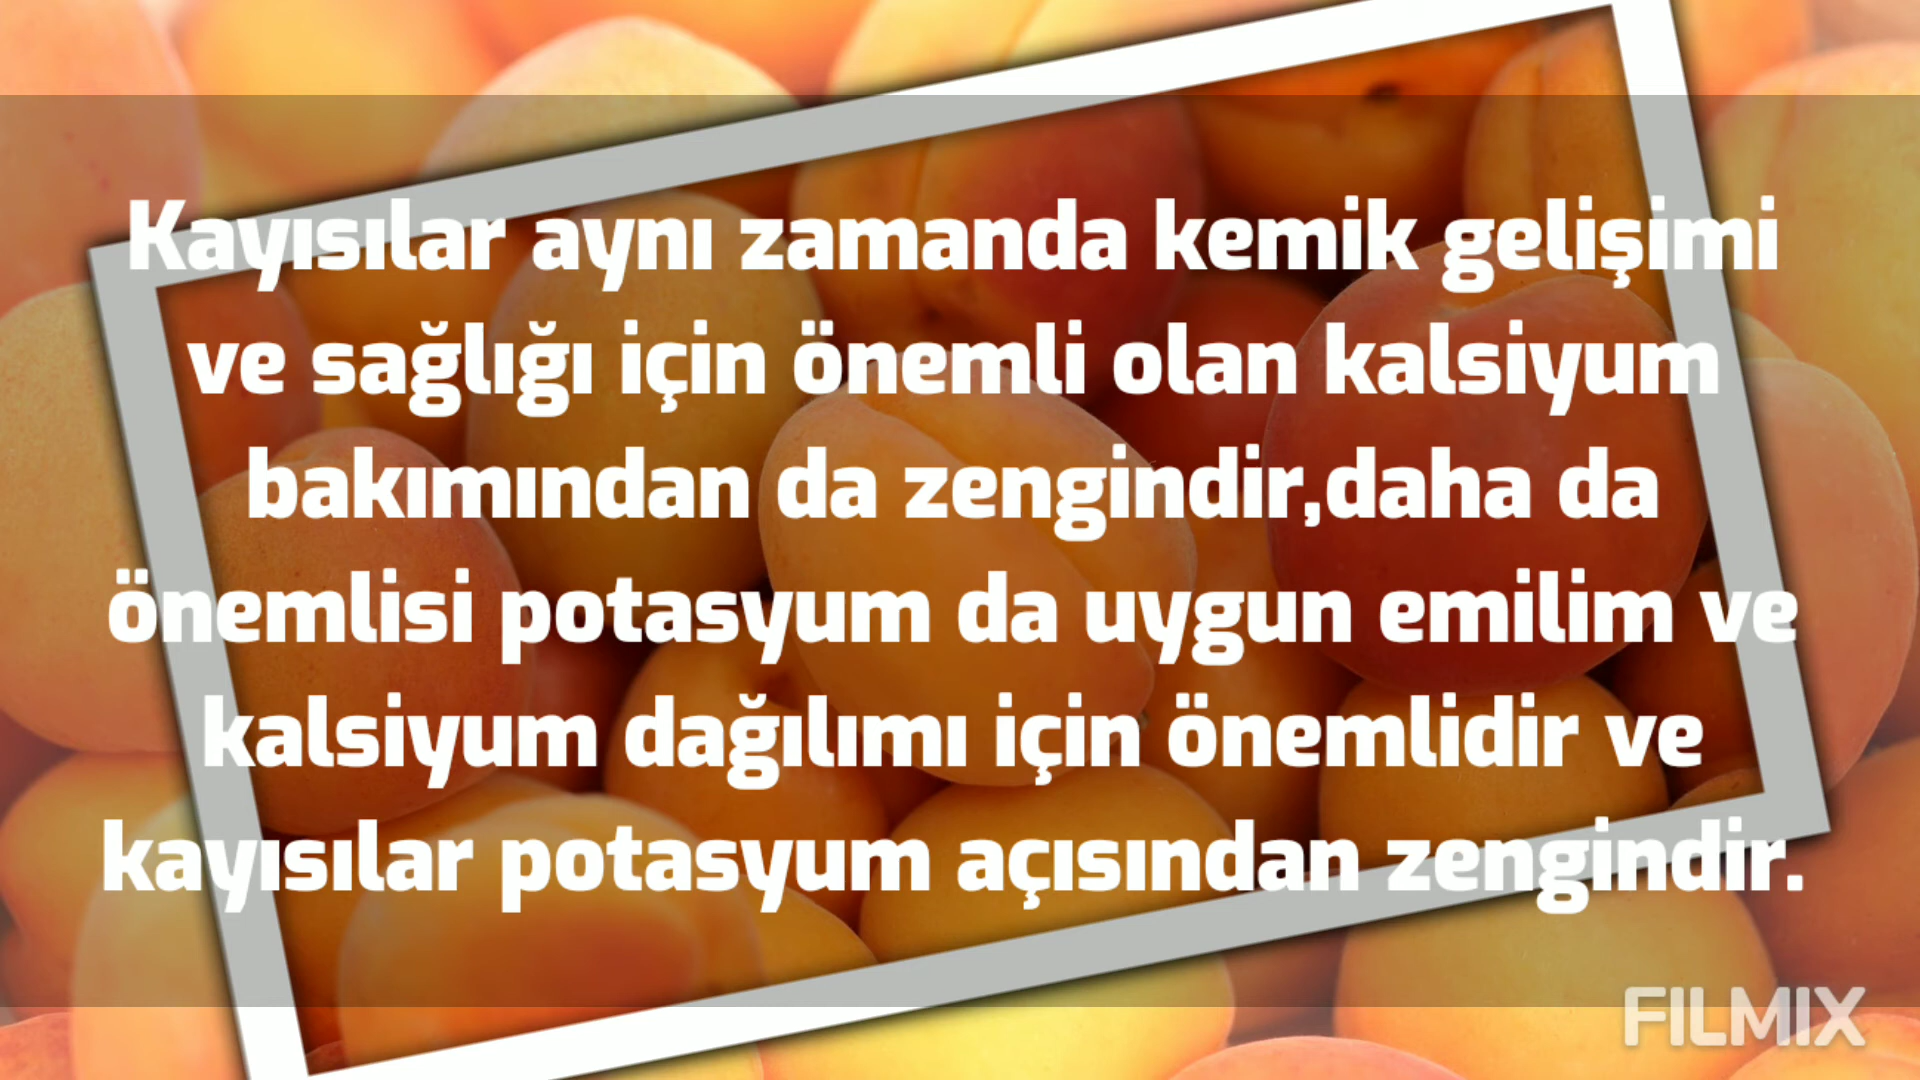 Kayısılar aynı zamanda kemik gelişimi
ve sağlığı için önemli olan kalsiyum
bakımından da zengindir,daha da
önemlisi potasyum da uygun emilim ve
kalsiyum dağılımı için önemlidir ve
kayısılar potasyum açısından zengindir.
FILMIX